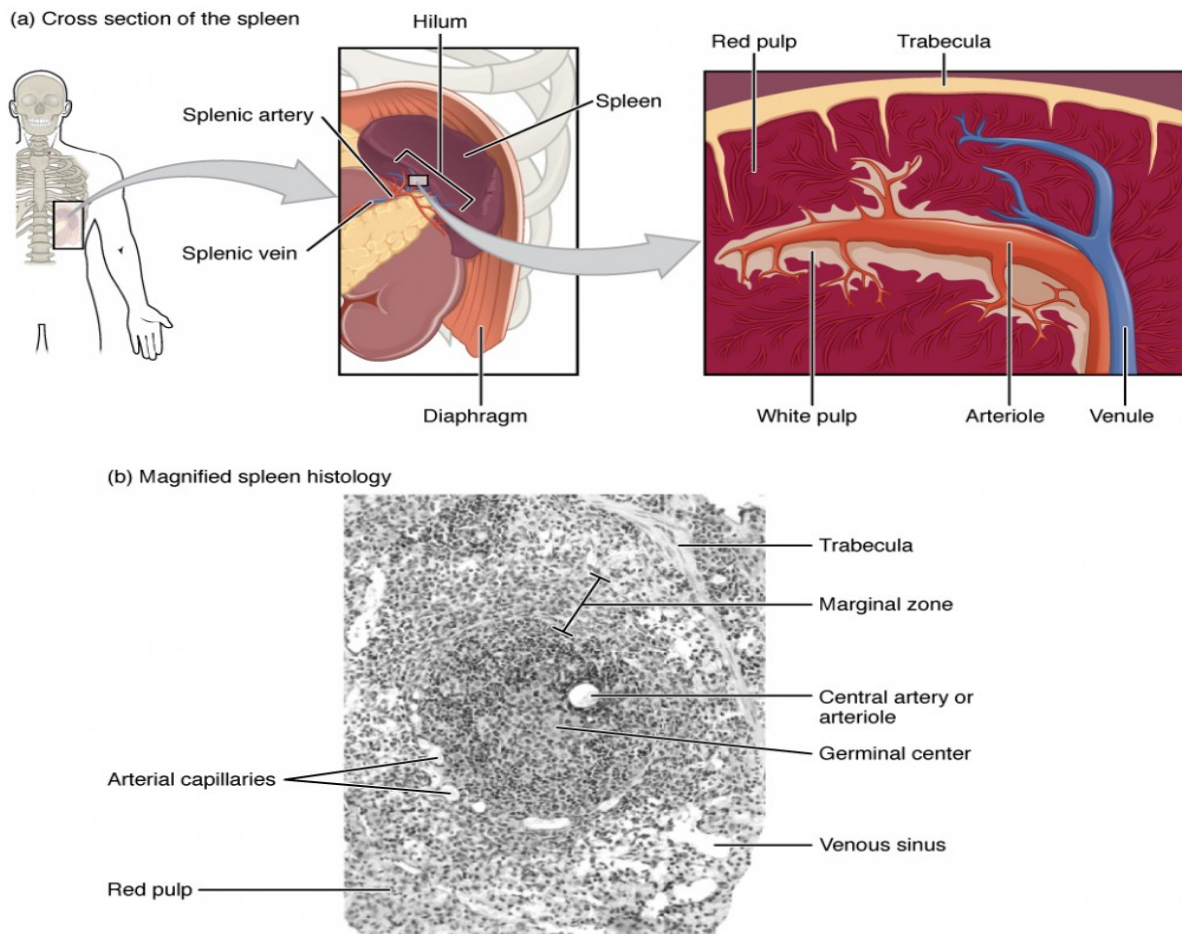 (a) Cross section of the spleen
Hilum
Splenic artery
Spleen
Splenic vein
Diaphragm
Red pulp
Trabecula
White pulp
Arteriole
Venule
(b) Magnified spleen histology
Trabecula
Marginal zone
Central artery or
arteriole
Germinal center
Arterial capillaries
Venous sinus
Red pulp